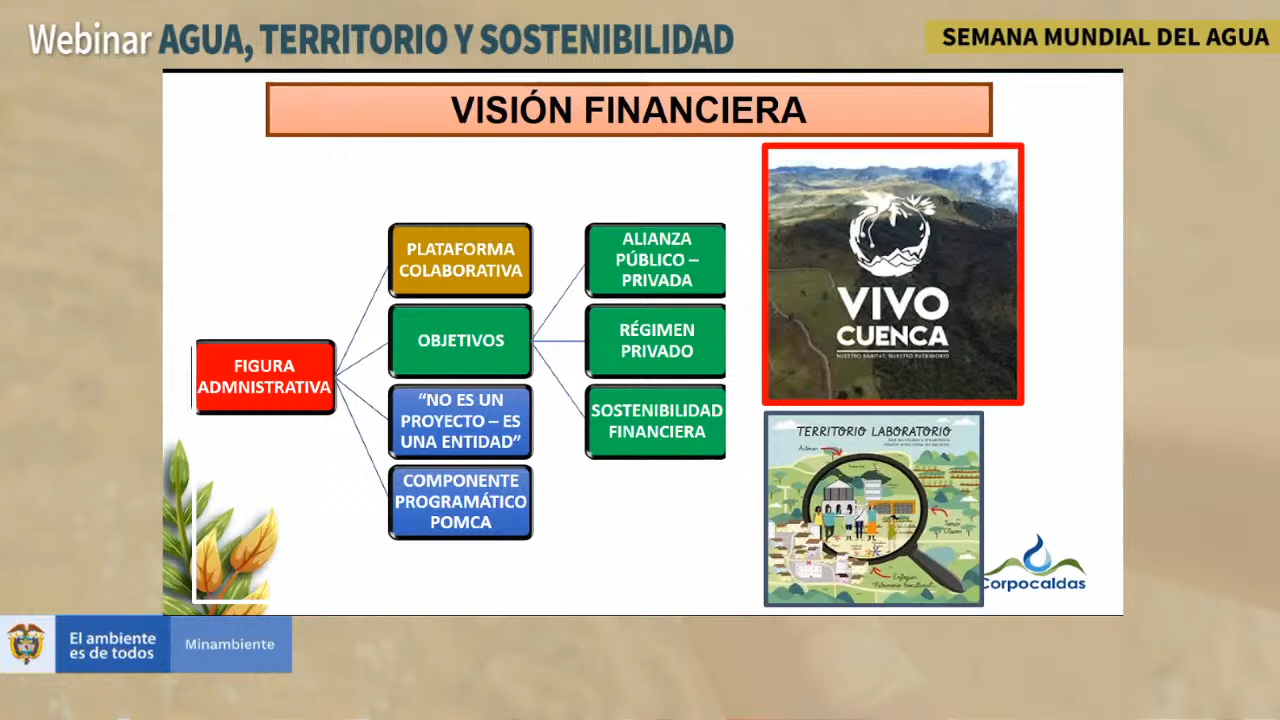 Webinar AGUA, TERRITORIO Y SOSTENIBILIDAD
SEMANA MUNDIAL DEL AGUA
VISIÓN FINANCIERA
FIGURA
ADMNISTRATIVA
PLATAFORMA
COLABORATIVA
OBJETIVOS
“NO ES UN
PROYECTO – ES
UNA ENTIDAD”
COMPONENTE
PROGRAMÁTICO
POMCA
ALIANZA
PÚBLICO –
PRIVADA
RÉGIMEN
PRIVADO
SOSTENIBILIDAD
FINANCIERA
VIVO
CUENCA
NUESTRO HÁBITAT, NUESTRO PATRIMONIO
TERRITORIO LABORATORIO
Corpocaldas
El ambiente
es de todos
Minambiente